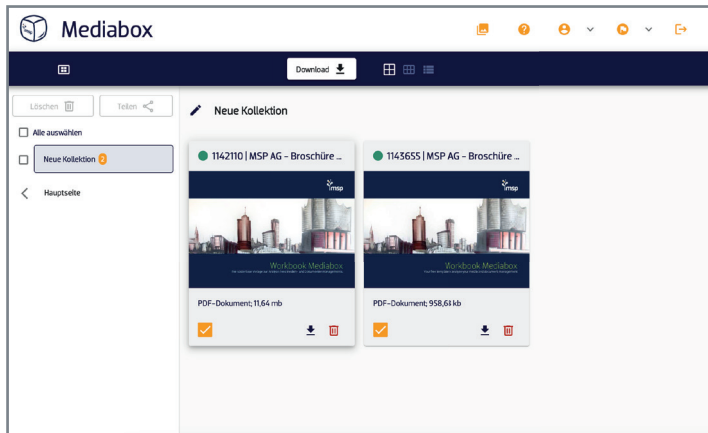 Mediabox
Download
Löschen
Teilen
Alle auswählen
Neue Kollektion 2
Hauptseite
Neue Kollektion
1142110 | MSP AG - Broschüre ...
msp
Workbook Mediabox
PDF-Dokument; 11,64 mb
1143655 | MSP AG - Broschüre ...
msp
Workbook Mediabox
PDF-Dokument; 958,68 kb